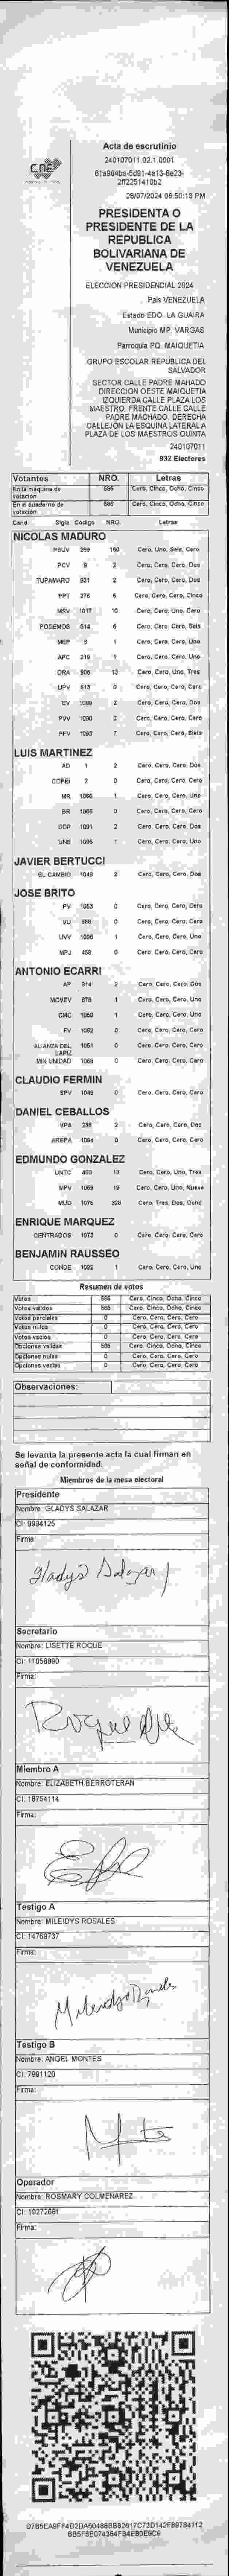 CNE
Acta de escrutinio
240107011.02.1.0001
61a904ba-5d91-4a13-8e23-
2ff2251410b2
28/07/2024 06:50:13 PM
PRESIDENTA O
PRESIDENTE DE LA
REPUBLICA
BOLIVARIANA DE
VENEZUELA
ELECCION PRESIDENCIAL 2024
Pais VENEZUELA
Estado EDO. LA GUAIRA
Municipio MP. VARGAS
Parroquia PQ. MAIQUETIA
GRUPO ESCOLAR REPUBLICA DEL
SALVADOR
SECTOR CALLE PADRE MAHADO
DIRECCION OESTE MAIQUETIA
IZQUIERDA CALLE PLAZA LOS
MAESTRO. FRENTE CALLE CALLE
PADRE MACHADO. DERECHA
CALLEJON LA ESQUINA LATERAL A
PLAZA DE LOS MAESTROS QUINTA
240107011
932 Electores
Votantes NRO. Letras
En la máquina de votación 585 Cero, Cinco, Ocho, Cinco
En el cuaderno de votación 585 Cero, Cinco, Ocho, Cinco
Cand. Sigla Codigo NRO. Letras
NICOLAS MADURO
PSUV 269 160 Cero, Uno, Seis, Cero
PCV 9 2 Cero, Cero, Cero, Dos
TUPAMARO 931 2 Cero, Cero, Cero, Dos
PPT 276 5 Cero, Cero, Cero, Cinco
MSV 1017 10 Cero, Cero, Uno, Cero
PODEMOS 614 6 Cero, Cero, Cero, Seis
MEP 5 1 Cero, Cero, Cero, Uno
APC 219 1 Cero, Cero, Cero, Uno
ORA 906 13 Cero, Cero, Uno, Tres
UPV 513 0 Cero, Cero, Cero, Cero
EV 1089 2 Cero, Cero, Cero, Dos
PVV 1090 0 Cero, Cero, Cero, Cero
PFV 1093 7 Cero, Cero, Cero, Siete
LUIS MARTINEZ
AD 1 2 Cero, Cero, Cero, Dos
COPEI 2 0 Cero, Cero, Cero, Cero
MR 1065 1 Cero, Cero, Cero, Uno
BR 1066 0 Cero, Cero, Cero, Cero
DDP 1091 2 Cero, Cero, Cero, Dos
UNE 1095 1 Cero, Cero, Cero, Uno
JAVIER BERTUCCI
EL CAMBIO 1048 2 Cero, Cero, Cero, Dos
JOSE BRITO
PV 1053 0 Cero, Cero, Cero, Cero
VU 888 0 Cero, Cero, Cero, Cero
UVV 1096 1 Cero, Cero, Cero, Uno
MPJ 458 0 Cero, Cero, Cero, Cero
ANTONIO ECARRI
AP 914 2 Cero, Cero, Cero, Dos
MOVEV 879 1 Cero, Cero, Cero, Uno
CMC 1060 1 Cero, Cero, Cero, Uno
FV 1052 0 Cero, Cero, Cero, Cero
ALIANZA DEL LAPIZ 1051 0 Cero, Cero, Cero, Cero
MIN UNIDAD 1068 0 Cero, Cero, Cero, Cero
CLAUDIO FERMIN
SPV 1049 0 Cero, Cero, Cero, Cero
DANIEL CEBALLOS
VPA 236 2 Cero, Cero, Cero, Dos
AREPA 1094 0 Cero, Cero, Cero, Cero
EDMUNDO GONZALEZ
UNTC 460 13 Cero, Cero, Uno, Tres
MPV 1069 19 Cero, Cero, Uno, Nueve
MUD 1075 328 Cero, Tres, Dos, Ocho
ENRIQUE MARQUEZ
CENTRADOS 1073 0 Cero, Cero, Cero, Cero
BENJAMIN RAUSSEO
CONDE 1092 1 Cero, Cero, Cero, Uno
Resumen de votos
Votos 585 Cero, Cinco, Ocho, Cinco
Votos validos 585 Cero, Cinco, Ocho, Cinco
Votos parciales 0 Cero, Cero, Cero, Cero
Votos nulos 0 Cero, Cero, Cero, Cero
Votos vacios 0 Cero, Cero, Cero, Cero
Opciones validas 585 Cero, Cinco, Ocho, Cinco
Opciones nulas 0 Cero, Cero, Cero, Cero
Opciones vacias 0 Cero, Cero, Cero, Cero
Observaciones:
Se levanta la presente acta la cual firman en
señal de conformidad.
Miembros de la mesa electoral
Presidente
Nombre: GLADYS SALAZAR
CI: 9994125
Firma:
Gladys Salazar
Secretario
Nombre: LISETTE ROQUE
CI: 11058890
Firma:
Roque
Miembro A
Nombre: ELIZABETH BERROTERAN
CI: 18754114
Firma:
Testigo A
Nombre: MILEIDYS ROSALES
CI: 14769737
Firma:
Testigo B
Nombre: ANGEL MONTES
CI: 7991120
Firma:
Operador
Nombre: ROSMARY COLMENAREZ
CI: 19272661
Firma: